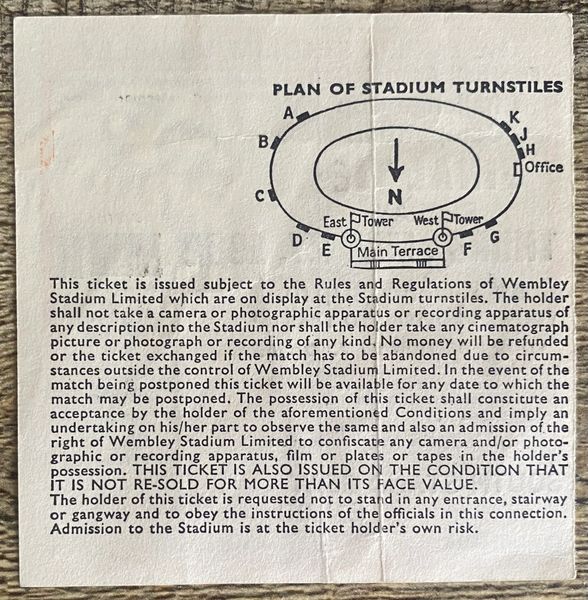 PLAN OF STADIUM TURNSTILES
A
K
J
B
H
Office
C
N
East Tower
West Tower
D
E
Main Terrace
F
G
This ticket is issued subject to the Rules and Regulations of Wembley
Stadium Limited which are on display at the Stadium turnstiles. The holder
shall not take a camera or photographic apparatus or recording apparatus of
any description into the Stadium nor shall the holder take any cinematograph
picture or photograph or recording of any kind. No money will be refunded
or the ticket exchanged if the match has to be abandoned due to circum-
stances outside the control of Wembley Stadium Limited. In the event of the
match being postponed this ticket will be available for any date to which the
match may be postponed. The possession of this ticket shall constitute an
acceptance by the holder of the aforementioned Conditions and imply an
undertaking on his/her part to observe the same and also an admission of the
right of Wembley Stadium Limited to confiscate any camera and/or photo-
graphic or recording apparatus, film or plates or tapes in the holder's
possession. THIS TICKET IS ALSO ISSUED ON THE CONDITION THAT
IT IS NOT RE-SOLD FOR MORE THAN ITS FACE VALUE.
The holder of this ticket is requested not to stand in any entrance, stairway
or gangway and to obey the instructions of the officials in this connection.
Admission to the Stadium is at the ticket holder's own risk.